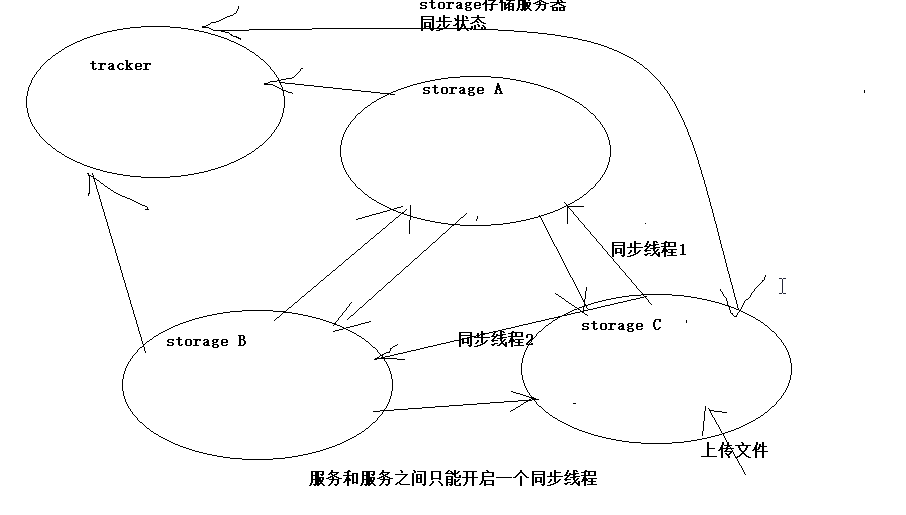 storage存储服务器
同步状态
tracker
storage A
同步线程1
storage B
storage C
同步线程2
上传文件
服务和服务之间只能开启一个同步线程